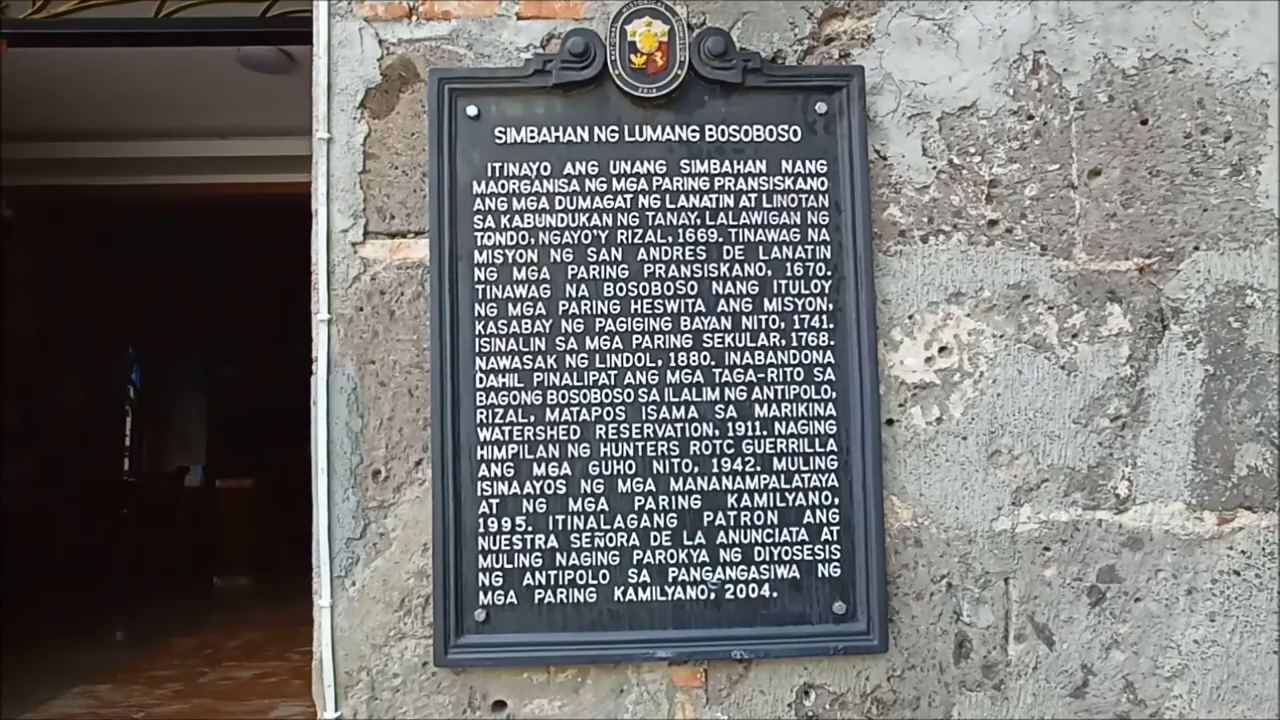 NATIONAL HISTORICAL COMMISSION
SIMBAHAN NG LUMANG BOSOBOSO
ITINAYO ANG UNANG SIMBAHAN NANG
MAORGANISA NG MGA PARING PRANSISKANO
ANG MGA DUMAGAT NG LANATIN AT LINOTAN
SA KABUNDUKAN NG TANAY, LALAWIGAN NG
TONDO, NGAYO'Y RIZAL, 1669. TINAWAG NA
MISYON NG SAN ANDRES DE LANATIN
NG MGA PARING PRANSISKANO, 1670.
TINAWAG NA BOSOBOSO NANG ITULOY
NG MGA PARING HESWITA ANG MISYON,
KASABAY NG PAGIGING BAYAN NITO, 1741.
ISINALIN SA MGA PARING SEKULAR, 1768.
NAWASAK NG LINDOL, 1880. INABANDONA
DAHIL PINALIPAT ANG MGA TAGA-RITO SA
BAGONG BOSOBOSO SA ILALIM NG ANTIPOLO,
RIZAL, MATAPOS ISAMA SA MARIKINA
WATERSHED RESERVATION, 1911. NAGING
HIMPILAN NG HUNTERS ROTC GUERRILLA
ANG MGA GUHO NITO, 1942. MULING
ISINAAYOS NG MGA MANANAMPALATAYA
AT NG MGA PARING KAMILYANO,
1995. ITINALAGANG PATRON ANG
NUESTRA SEÑORA DE LA ANUNCIATA AT
MULING NAGING PAROKYA NG DIYOSESIS
NG ANTIPOLO SA PANGANGASIWA NG
MGA PARING KAMILYANO, 2004.